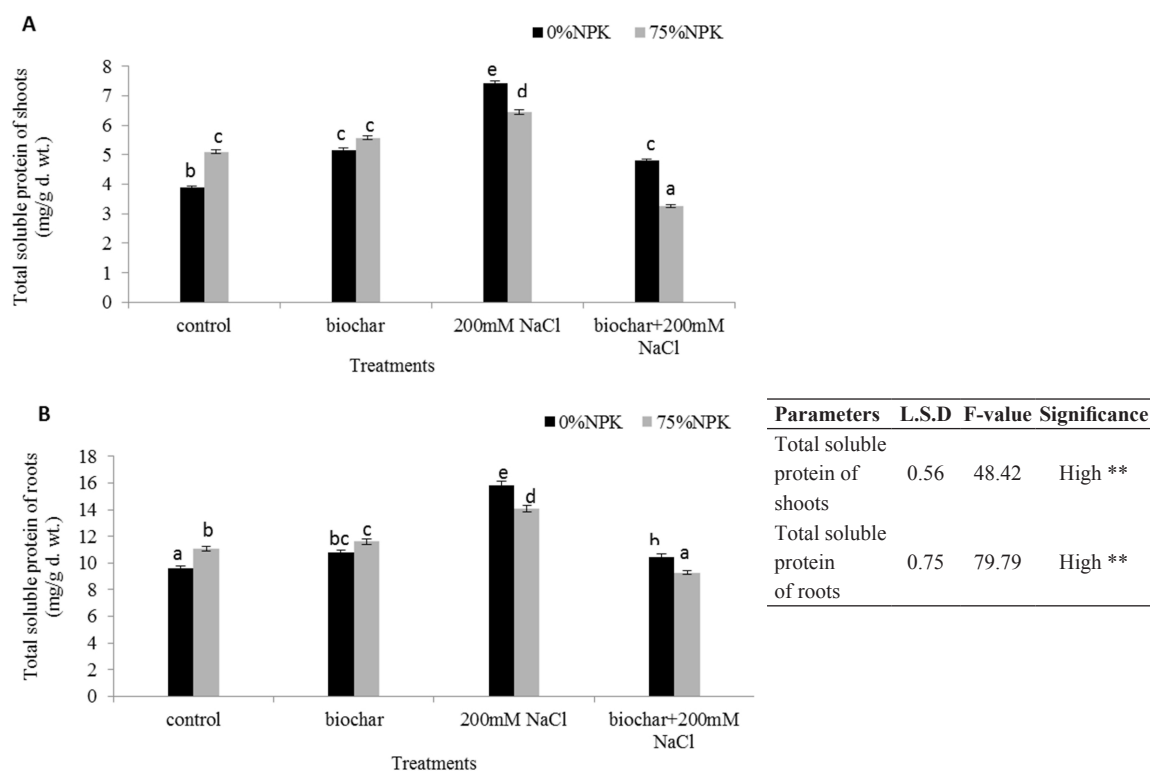 A
0%NPK 75%NPK
Total soluble protein of shoots
(mg/g d. wt.)
8
7
6
5
4
3
2
1
0
b c c c e d c a
control biochar 200mM NaCl biochar+200mM
NaCl
Treatments
B
0%NPK 75%NPK
Total soluble protein of roots
(mg/g d. wt.)
18
16
14
12
10
8
6
4
2
0
a b bc c e d b a
control biochar 200mM NaCl biochar+200mM
NaCl
Treatments
Parameters L.S.D F-value Significance
Total soluble
protein of 0.56 48.42 High **
shoots
Total soluble
protein 0.75 79.79 High **
of roots